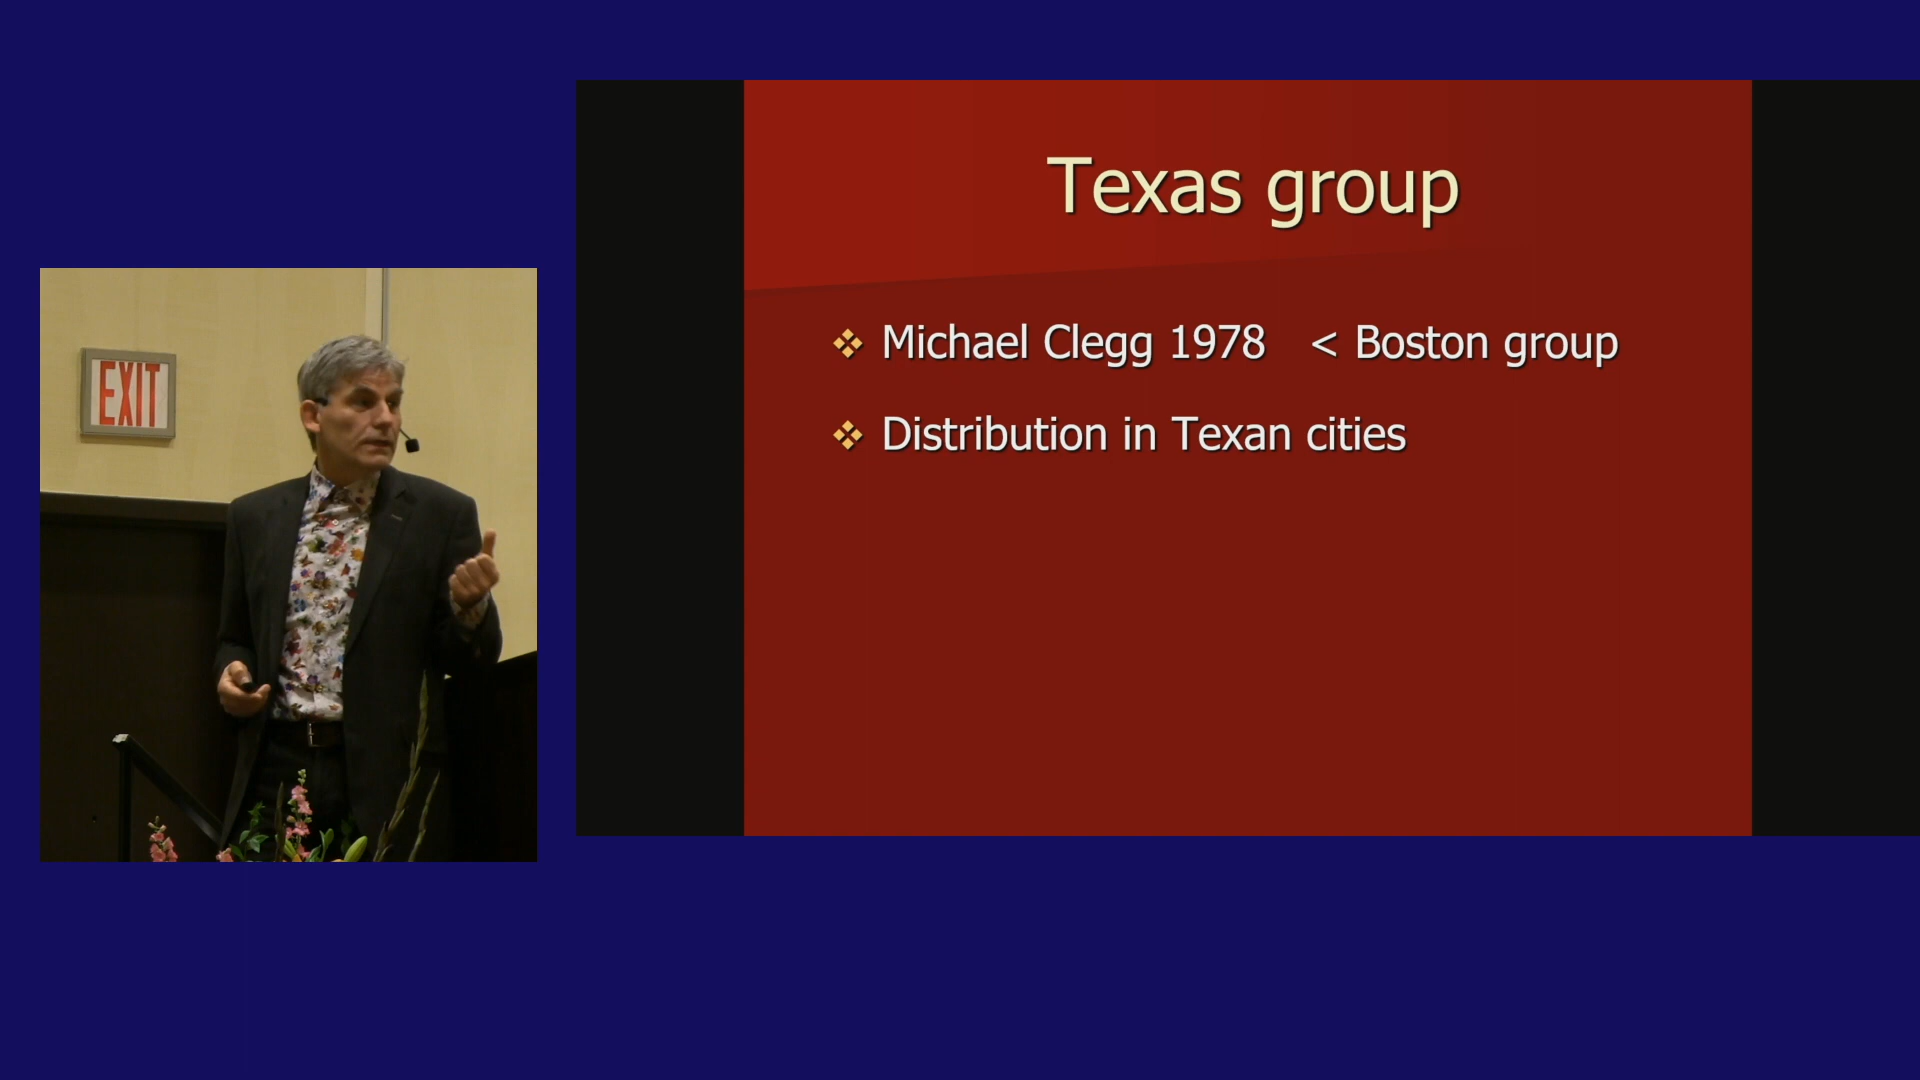 EXIT
Texas group
Michael Clegg 1978 < Boston group
Distribution in Texan cities